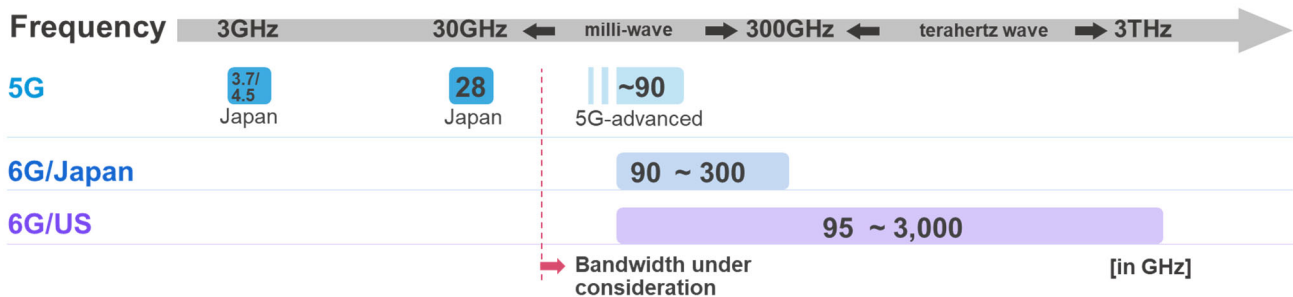 Frequency 3GHz 30GHz milli-wave 300GHz terahertz wave 3THz
5G
3.7/
4.5
Japan
28
Japan
~90
5G-advanced
6G/Japan
90 ~ 300
6G/US
95 ~ 3,000
Bandwidth under
consideration
[in GHz]